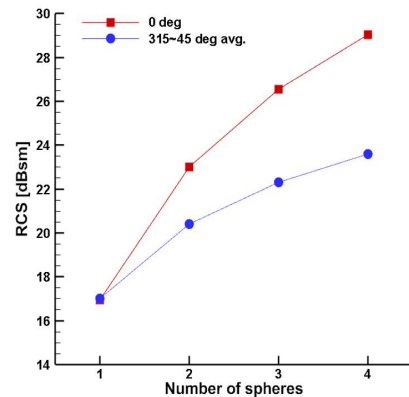 30
28
26
24
22
20
18
16
14
RCS [dBsm]
0 deg
315~45 deg avg.
1 2 3 4
Number of spheres